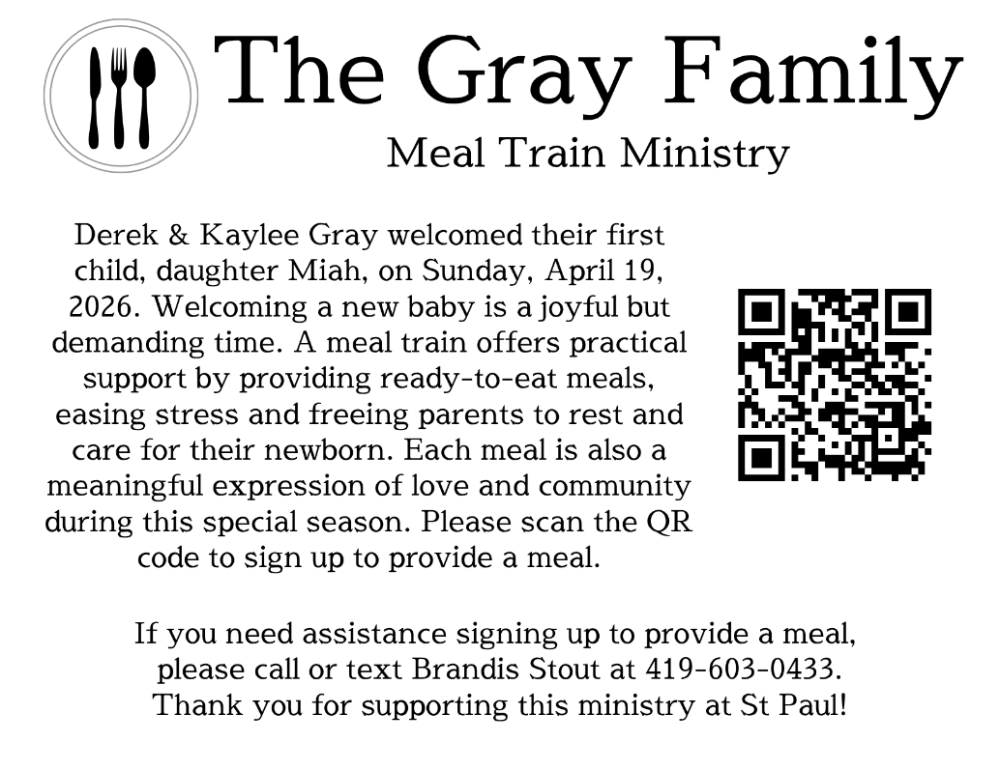 The Gray Family
Meal Train Ministry
Derek & Kaylee Gray welcomed their first
child, daughter Miah, on Sunday, April 19,
2026. Welcoming a new baby is a joyful but
demanding time. A meal train offers practical
support by providing ready-to-eat meals,
easing stress and freeing parents to rest and
care for their newborn. Each meal is also a
meaningful expression of love and community
during this special season. Please scan the QR
code to sign up to provide a meal.
If you need assistance signing up to provide a meal,
please call or text Brandis Stout at 419-603-0433.
Thank you for supporting this ministry at St Paul!